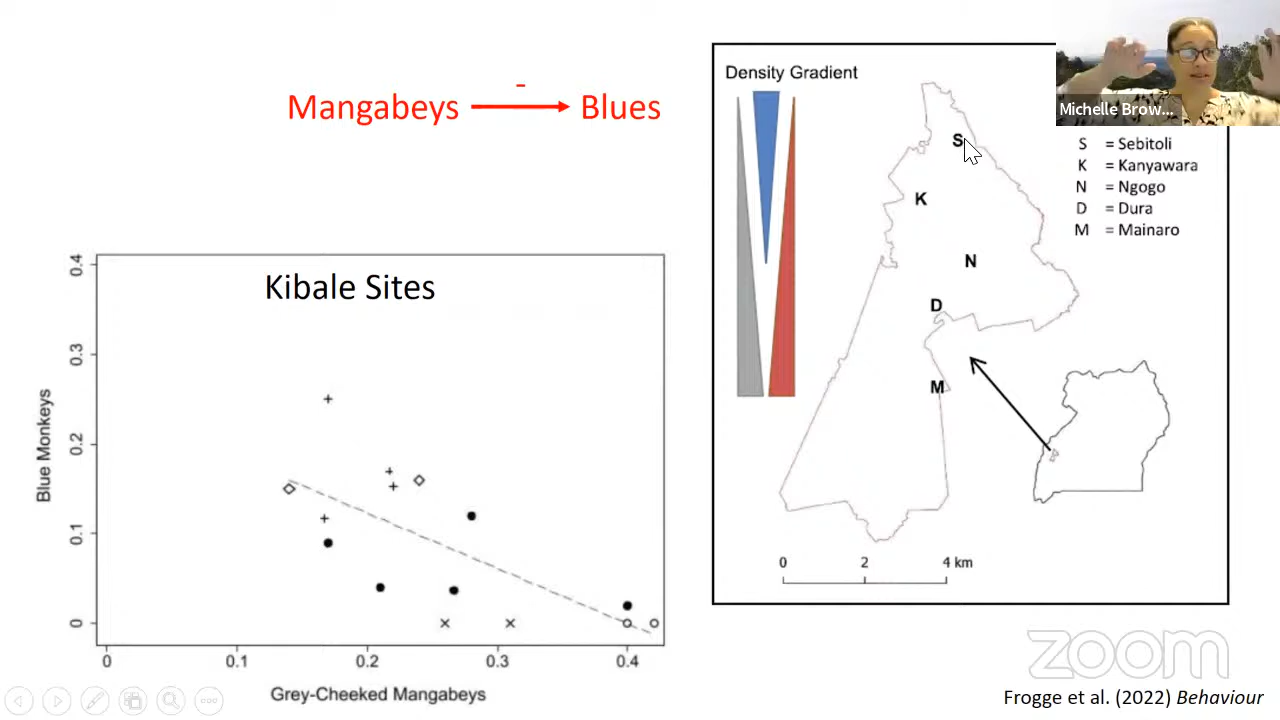 Mangabeys - Blues
Kibale Sites
0.4
0.3
0.2
0.1
0
Blue Monkeys
0 0.1 0.2 0.3 0.4
Grey-Cheeked Mangabeys
Density Gradient
S
K
N
D
M
0 2 4 km
Michelle Brow...
S = Sebitoli
K = Kanyawara
N = Ngogo
D = Dura
M = Mainaro
zoom
Frogge et al. (2022) Behaviour